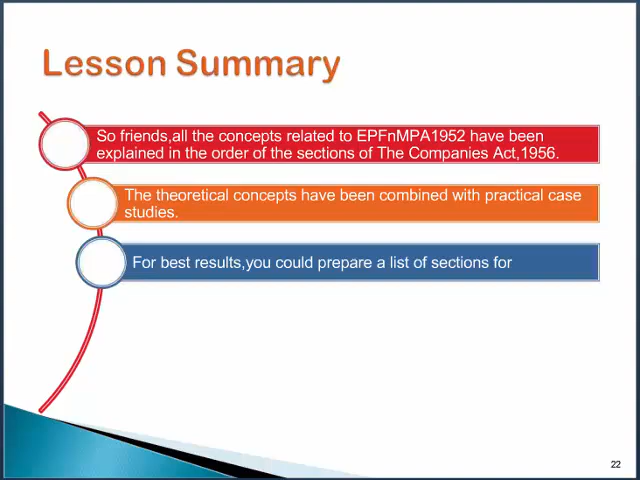 Lesson Summary
So friends,all the concepts related to EPFnMPA1952 have been
explained in the order of the sections of The Companies Act,1956.
The theoretical concepts have been combined with practical case
studies.
For best results,you could prepare a list of sections for
22